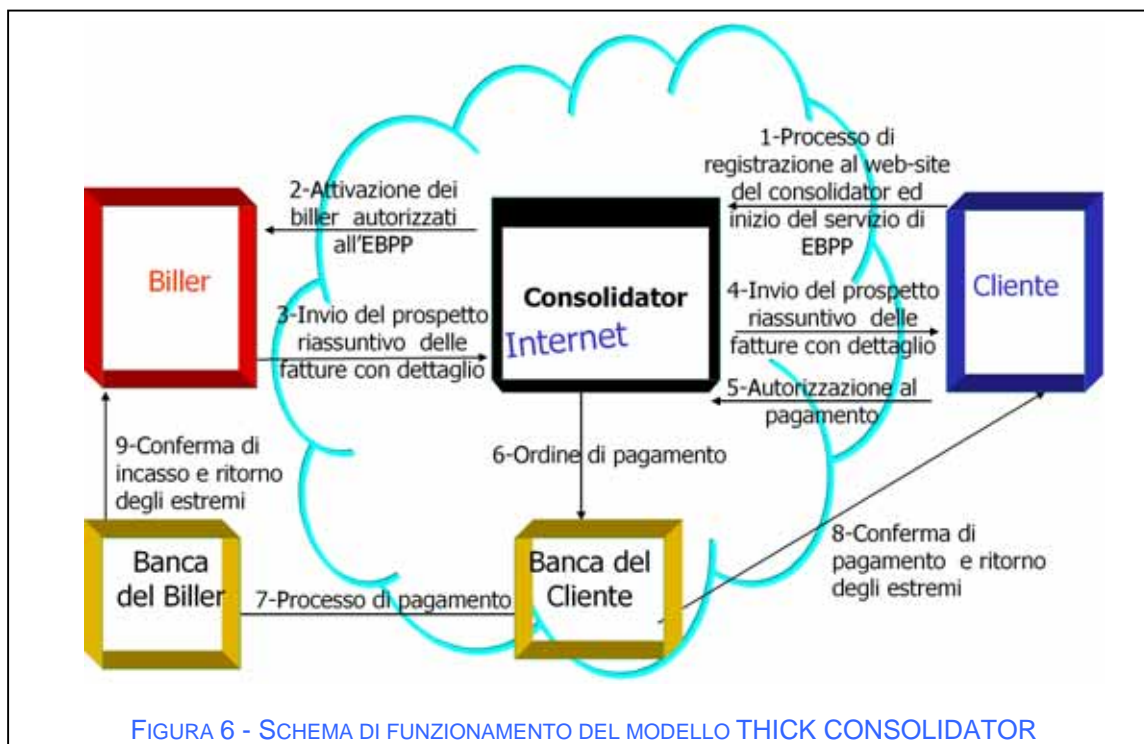 1-Processo di
registrazione al web-site
del consolidator ed
inizio del servizio di
EBPP
2-Attivazione dei
biller autorizzati
all'EBPP
Biller
Consolidator
Internet
Cliente
3-Invio del prospetto
riassuntivo delle
fatture con dettaglio
4-Invio del prospetto
riassuntivo delle
fatture con dettaglio
5-Autorizzazione al
pagamento
6-Ordine di pagamento
9-Conferma di
incasso e ritorno
degli estremi
Banca
del Biller
7-Processo di pagamento
Banca del
Cliente
8-Conferma di
pagamento e ritorno
degli estremi
FIGURA 6 - SCHEMA DI FUNZIONAMENTO DEL MODELLO THICK CONSOLIDATOR